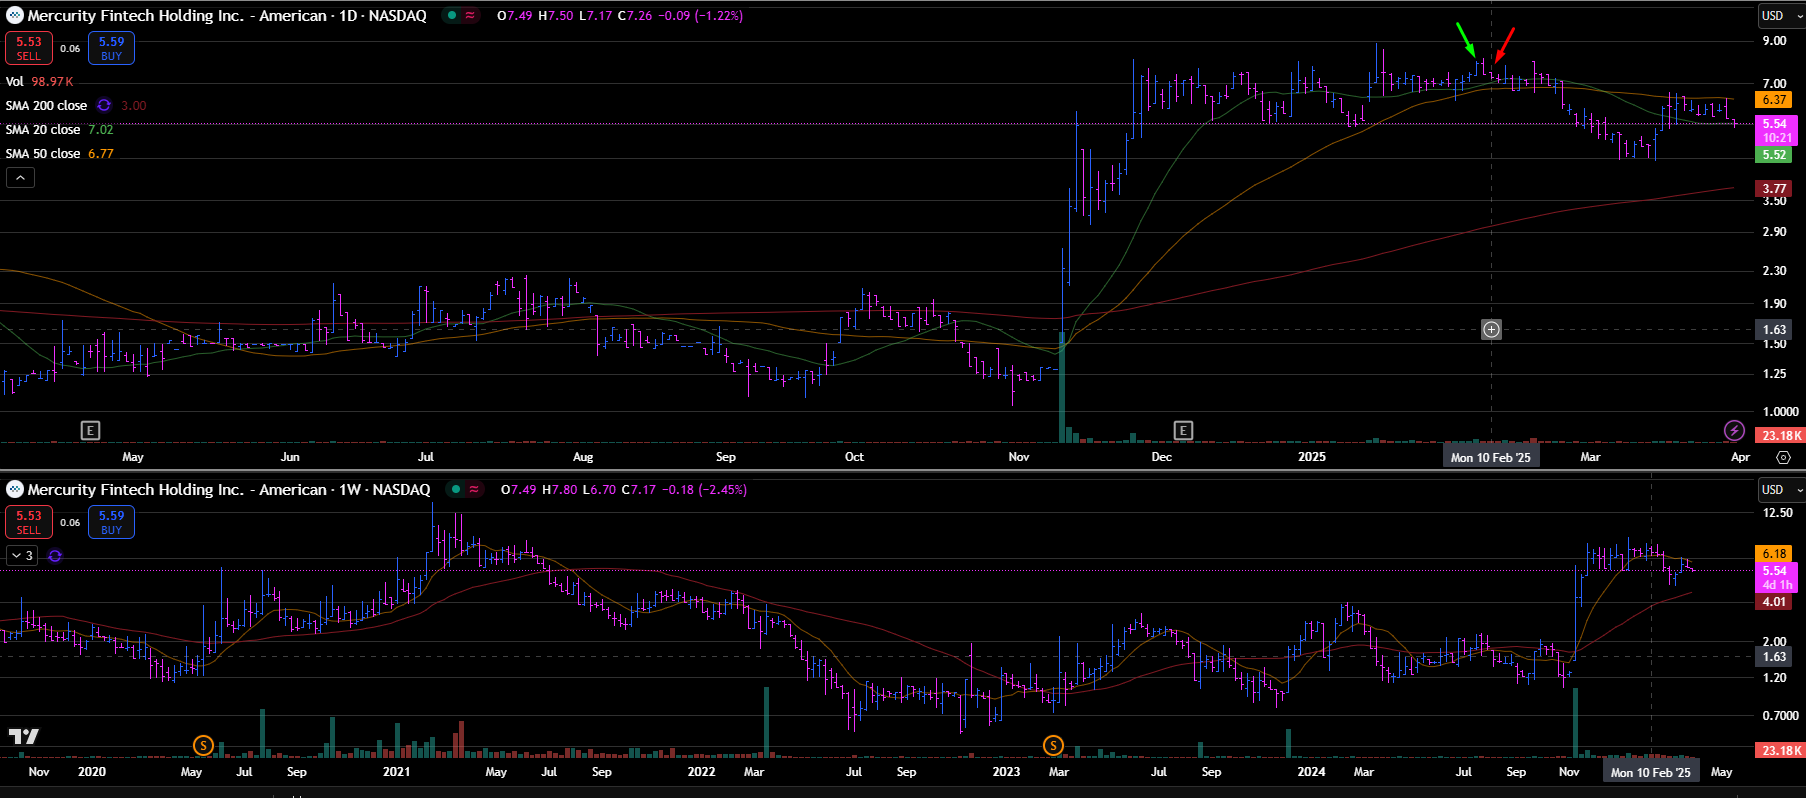 Mercurity Fintech Holding Inc. - American · 1D · NASDAQ O7.49 H7.50 L7.17 C7.26 −0.09 (−1.22%) USD
5.53 SELL 0.06 5.59 BUY
Vol 98.97K
SMA 200 close 3.00
SMA 20 close 7.02
SMA 50 close 6.77
9.00
7.00
6.37
5.54
10:21
5.52
3.77
3.50
2.90
2.30
1.90
1.63
1.50
1.25
1.0000
E E
23.18K
May Jun Jul Aug Sep Oct Nov Dec 2025 Mon 10 Feb '25 Mar Apr
Mercurity Fintech Holding Inc. - American · 1W · NASDAQ O7.49 H7.80 L6.70 C7.17 −0.18 (−2.45%) USD
5.53 SELL 0.06 5.59 BUY
3
12.50
6.18
5.54
4d 1h
4.01
2.00
1.63
1.20
0.7000
S S
23.18K
Nov 2020 May Jul Sep 2021 May Jul Sep 2022 Mar Jul Sep 2023 Mar Jul Sep 2024 Mar Jul Sep Nov Mon 10 Feb '25 May